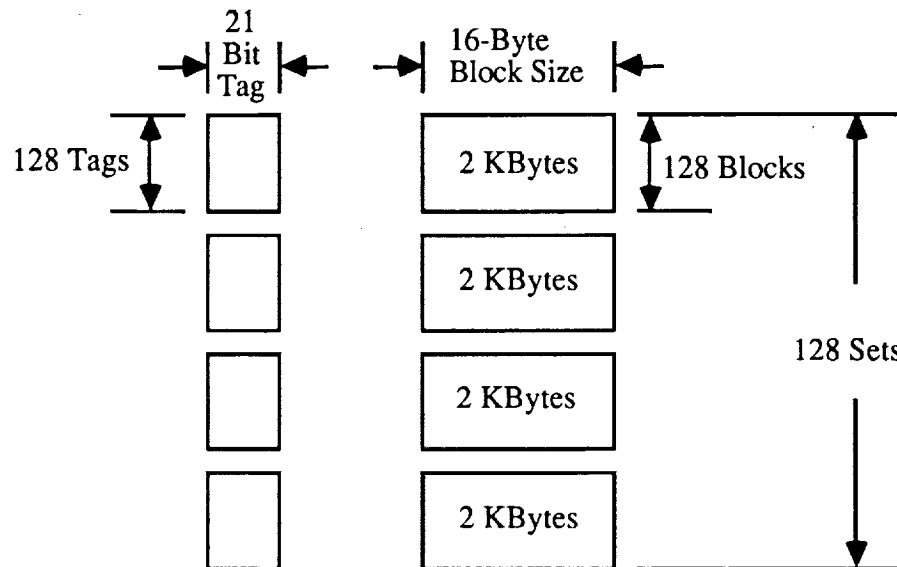 21
Bit
Tag
16-Byte
Block Size
128 Tags
2 KBytes
128 Blocks
2 KBytes
128 Sets
2 KBytes
2 KBytes